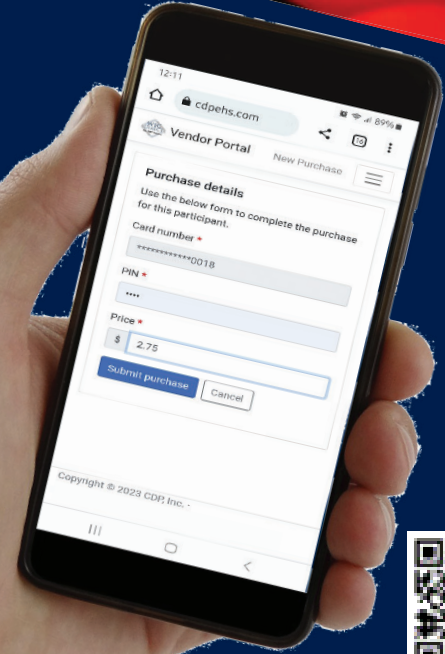 12:11
89%
cdpehs.com
16
Vendor Portal
New Purchase
Purchase details
Use the below form to complete the purchase
for this participant.
Card number *
************0018
PIN *
••••
Price *
$ 2.75
Submit purchase
Cancel
Copyright © 2023 CDP, Inc. -